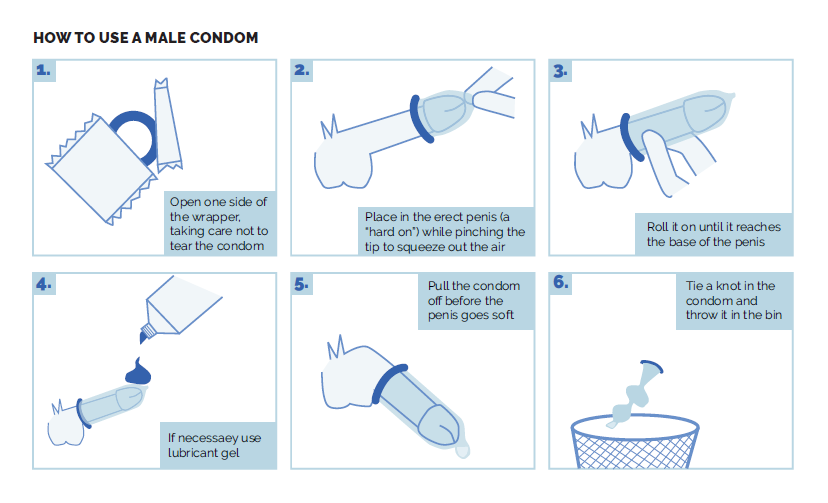 HOW TO USE A MALE CONDOM
1.
Open one side of
the wrapper,
taking care not to
tear the condom
2.
Place in the erect penis (a
“hard on”) while pinching the
tip to squeeze out the air
3.
Roll it on until it reaches
the base of the penis
4.
If necessaey use
lubricant gel
5.
Pull the condom
off before the
penis goes soft
6.
Tie a knot in the
condom and
throw it in the bin